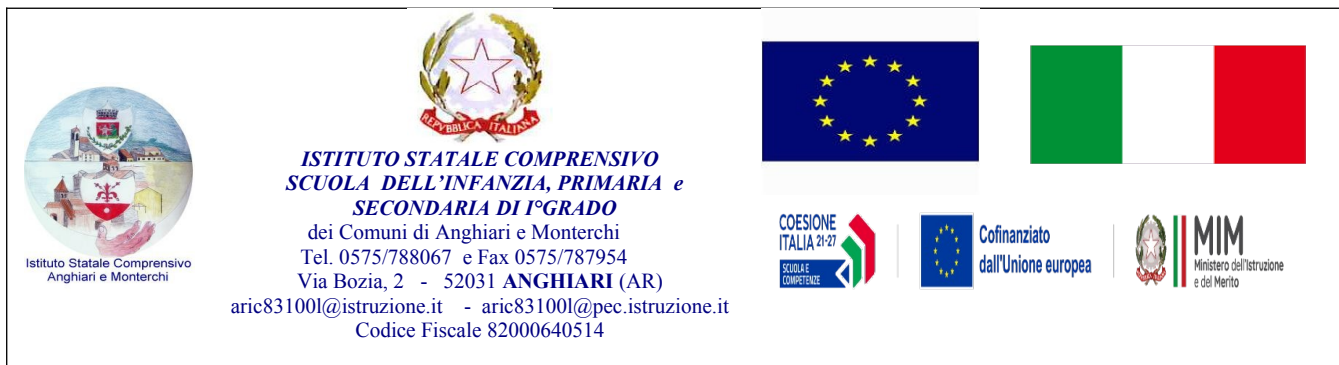 REPVBBLICA ITALIANA
ISTITUTO STATALE COMPRENSIVO
SCUOLA DELL'INFANZIA, PRIMARIA e
SECONDARIA DI I°GRADO
dei Comuni di Anghiari e Monterchi
Tel. 0575/788067 e Fax 0575/787954
Via Bozia, 2 - 52031 ANGHIARI (AR)
aric83100l@istruzione.it - aric83100l@pec.istruzione.it
Codice Fiscale 82000640514
Istituto Statale Comprensivo
Anghiari e Monterchi
COESIONE
ITALIA 21-27
SCUOLA E
COMPETENZE
Cofinanziato
dall'Unione europea
MIM
Ministero dell'Istruzione
e del Merito